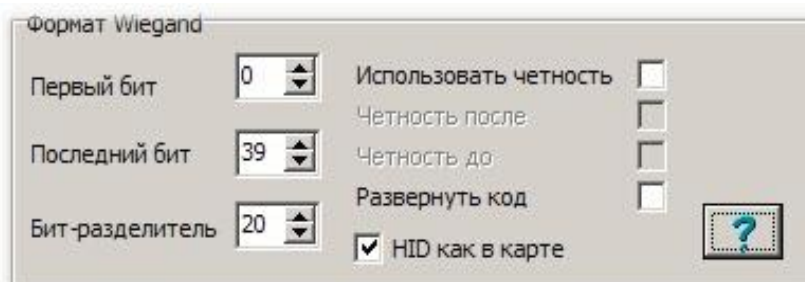 Формат Wiegand
Первый бит 0
Последний бит 39
Бит-разделитель 20
Использовать четность
Четность после
Четность до
Развернуть код
HID как в карте
?